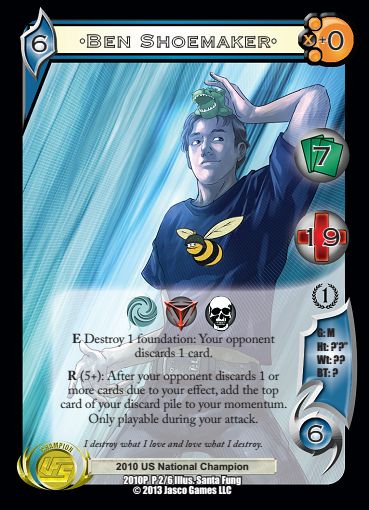 6
·BEN SHOEMAKER·
X
+0
7
19
1
G: M
Ht: ?'?"
Wt: ??
BT: ?
E Destroy 1 foundation: Your opponent
discards 1 card.
R (5+): After your opponent discards 1 or
more cards due to your effect, add the top
card of your discard pile to your momentum.
Only playable during your attack.
6
I destroy what I love and love what I destroy.
CHAMPION
UFS
2010 US National Champion
2010P P.2/6 Illus. Santa Fung
© 2013 Jasco Games LLC